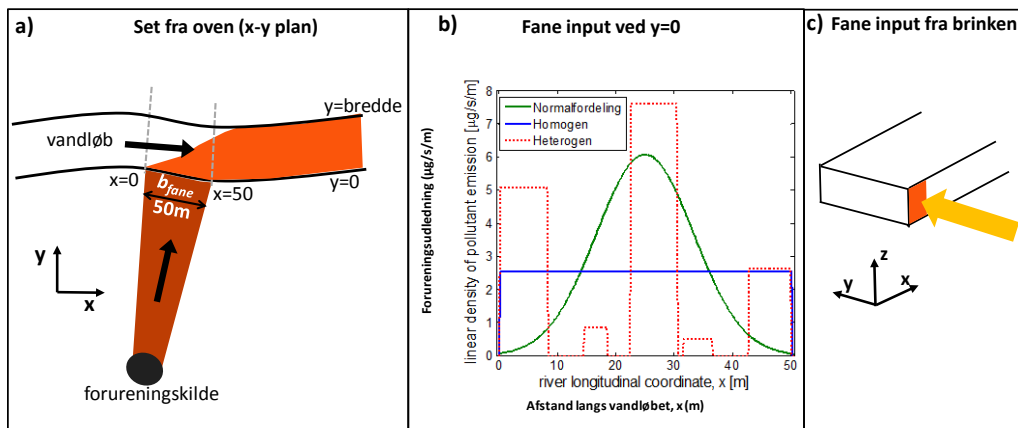 a)
Set fra oven (x-y plan)
y=bredde
vandløb
x=0
x=50
y=0
b_fane
50m
y
x
forureningskilde
b)
Fane input ved y=0
Forureningsudledning (µg/s/m)
linear density of pollutant emission [µg/s/m]
8
7
6
5
4
3
2
1
0
Normalfordeling
Homogen
Heterogen
0 10 20 30 40 50
river longitudinal coordinate, x [m]
Afstand langs vandløbet, x (m)
c) Fane input fra brinken
z
y
x